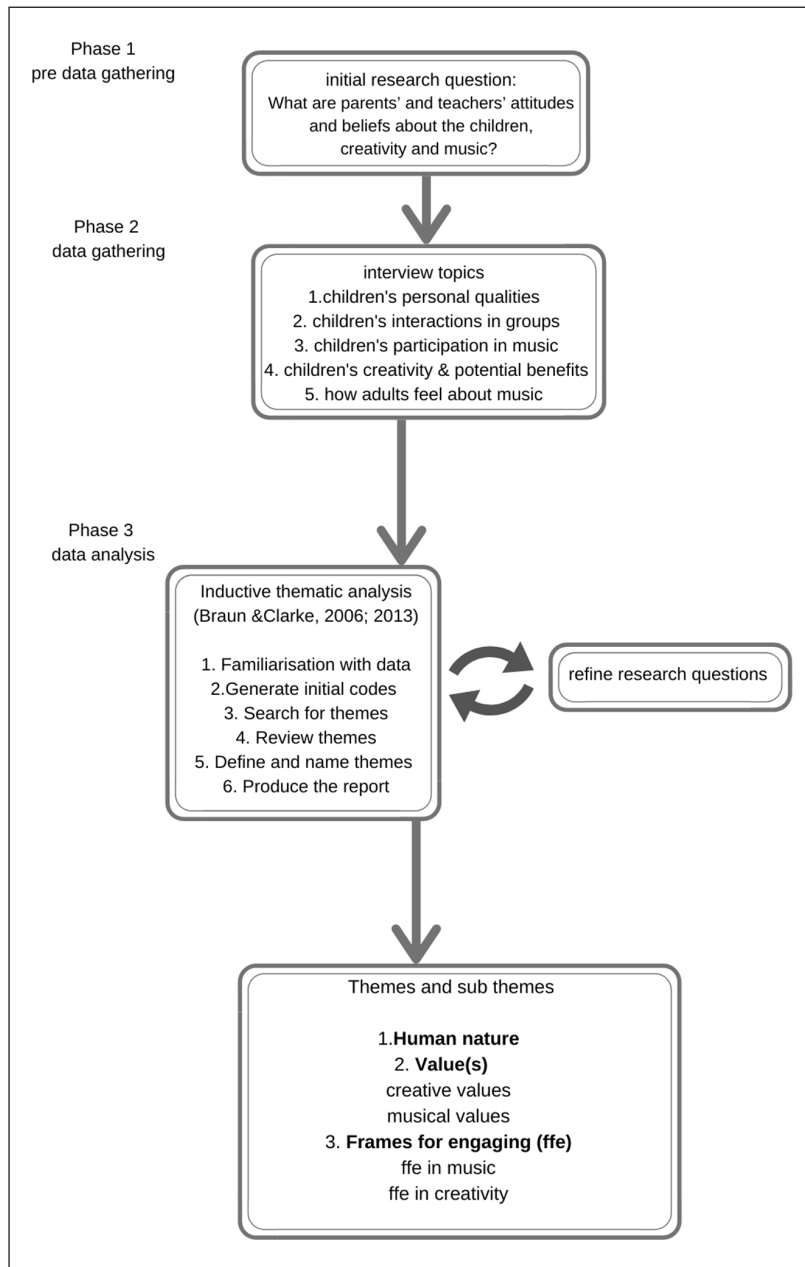 Phase 1
pre data gathering
initial research question:
What are parents' and teachers' attitudes
and beliefs about the children,
creativity and music?
Phase 2
data gathering
interview topics
1.children's personal qualities
2. children's interactions in groups
3. children's participation in music
4. children's creativity & potential benefits
5. how adults feel about music
Phase 3
data analysis
Inductive thematic analysis
(Braun &Clarke, 2006; 2013)
1. Familiarisation with data
2.Generate initial codes
3. Search for themes
4. Review themes
5. Define and name themes
6. Produce the report
refine research questions
Themes and sub themes
1.Human nature
2. Value(s)
creative values
musical values
3. Frames for engaging (ffe)
ffe in music
ffe in creativity